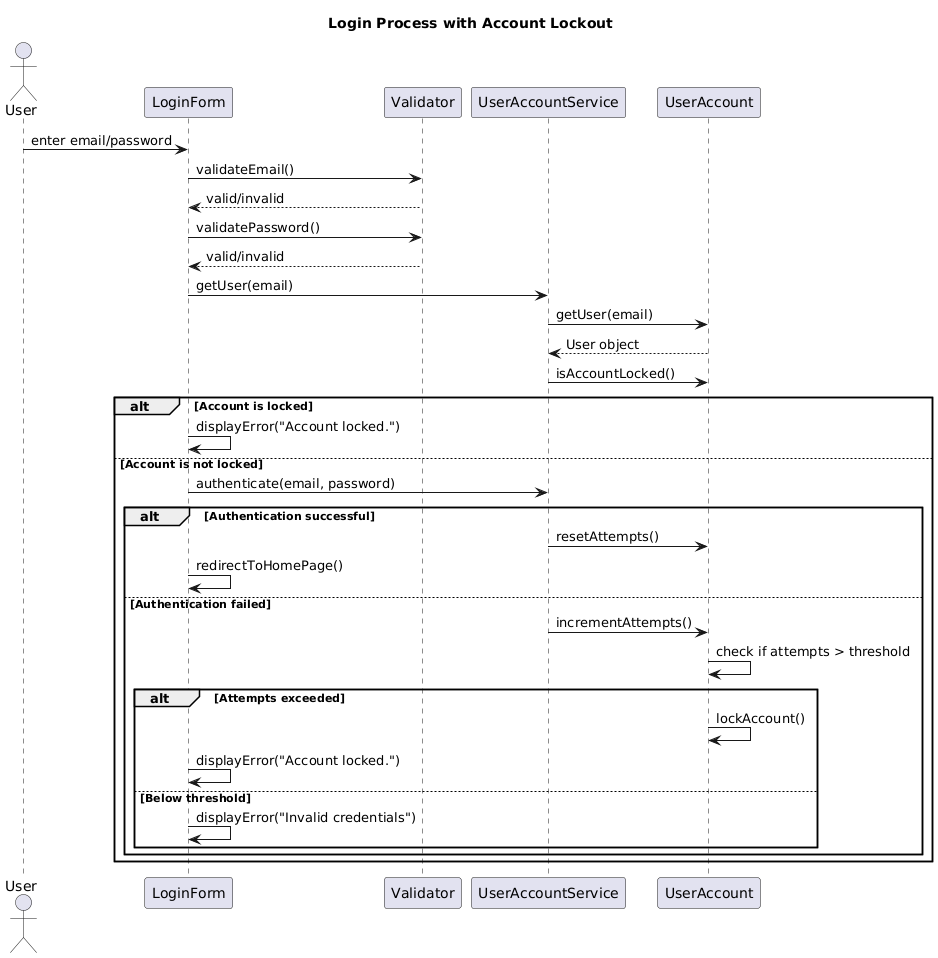 Login Process with Account Lockout
User
LoginForm
Validator
UserAccountService
UserAccount
enter email/password
validateEmail()
valid/invalid
validatePassword()
valid/invalid
getUser(email)
getUser(email)
User object
isAccountLocked()
alt [Account is locked]
displayError("Account locked.")
[Account is not locked]
authenticate(email, password)
alt [Authentication successful]
resetAttempts()
redirectToHomePage()
[Authentication failed]
incrementAttempts()
check if attempts > threshold
alt [Attempts exceeded]
lockAccount()
displayError("Account locked.")
[Below threshold]
displayError("Invalid credentials")
User
LoginForm
Validator
UserAccountService
UserAccount